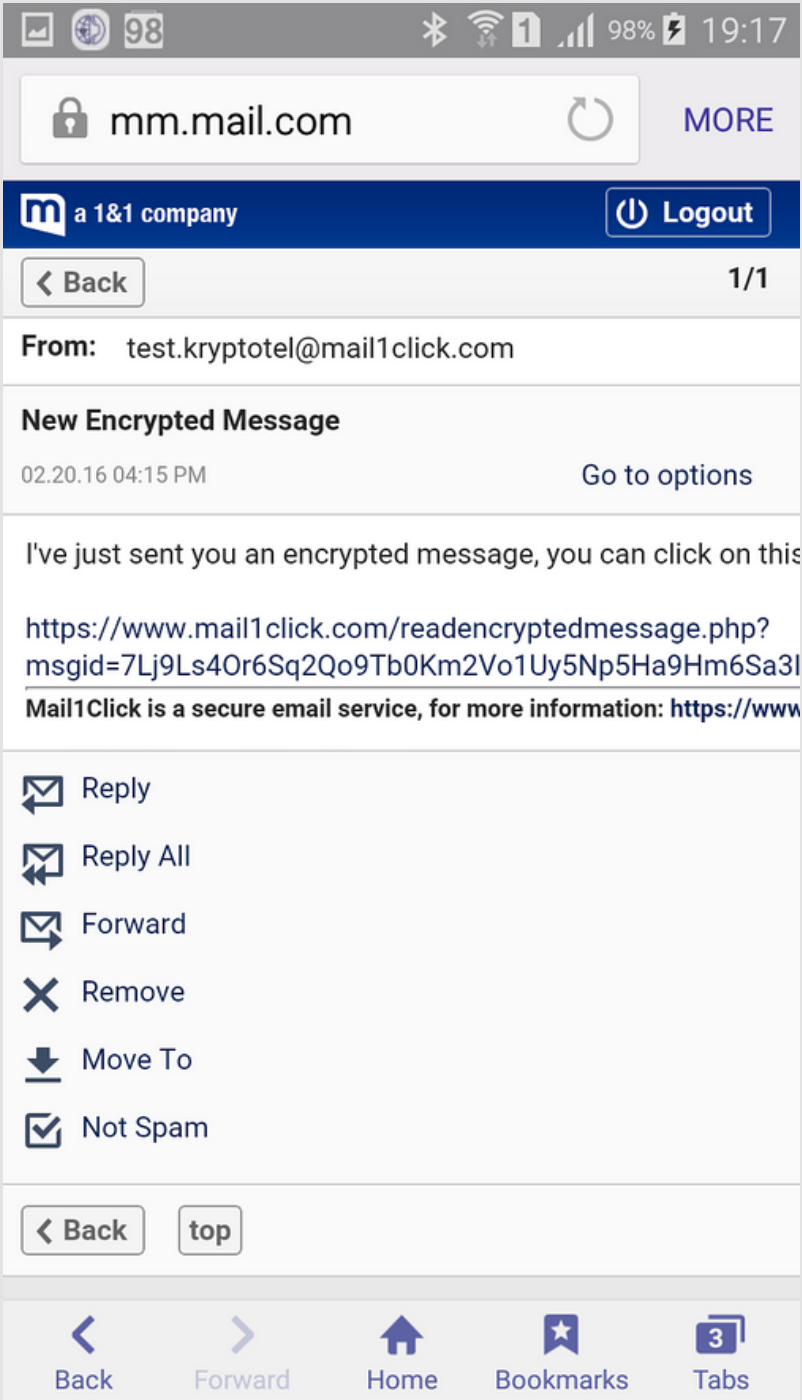 98 1 98% 19:17
mm.mail.com MORE
m a 1&1 company Logout
Back 1/1
From: test.kryptotel@mail1click.com
New Encrypted Message
02.20.16 04:15 PM Go to options
I've just sent you an encrypted message, you can click on this
https://www.mail1click.com/readencryptedmessage.php?
msgid=7Lj9Ls4Or6Sq2Qo9Tb0Km2Vo1Uy5Np5Ha9Hm6Sa3
Mail1Click is a secure email service, for more information: https://www
Reply
Reply All
Forward
Remove
Move To
Not Spam
Back top
3
Back Forward Home Bookmarks Tabs